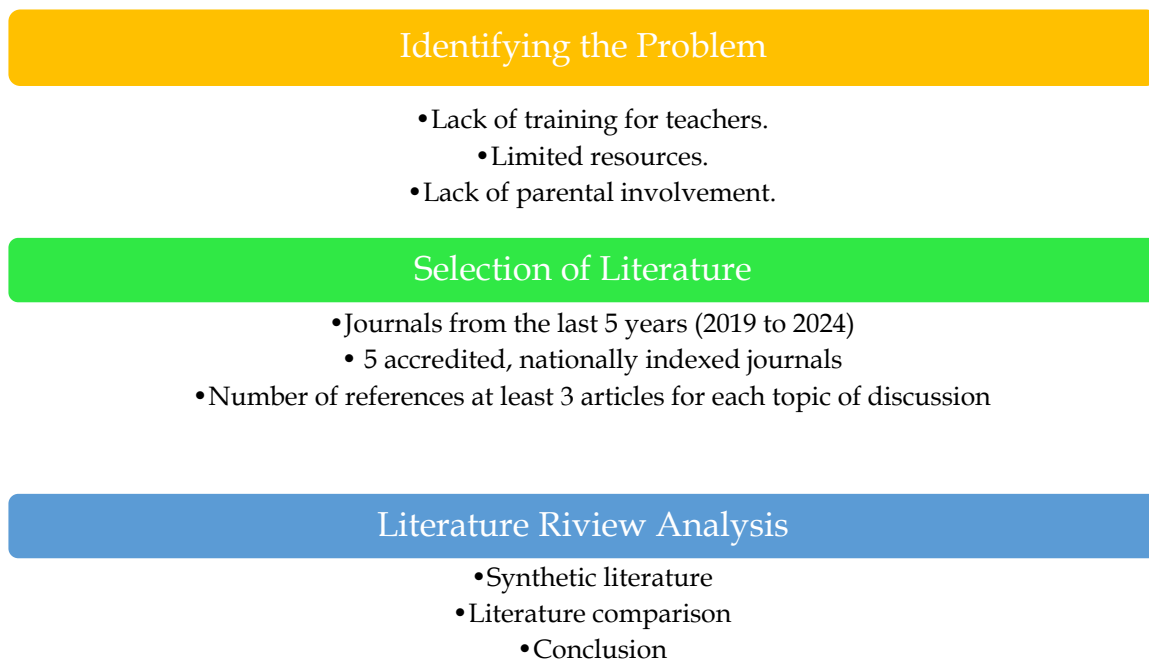 Identifying the Problem
•Lack of training for teachers.
•Limited resources.
•Lack of parental involvement.
Selection of Literature
•Journals from the last 5 years (2019 to 2024)
• 5 accredited, nationally indexed journals
•Number of references at least 3 articles for each topic of discussion
Literature Riview Analysis
•Synthetic literature
•Literature comparison
•Conclusion